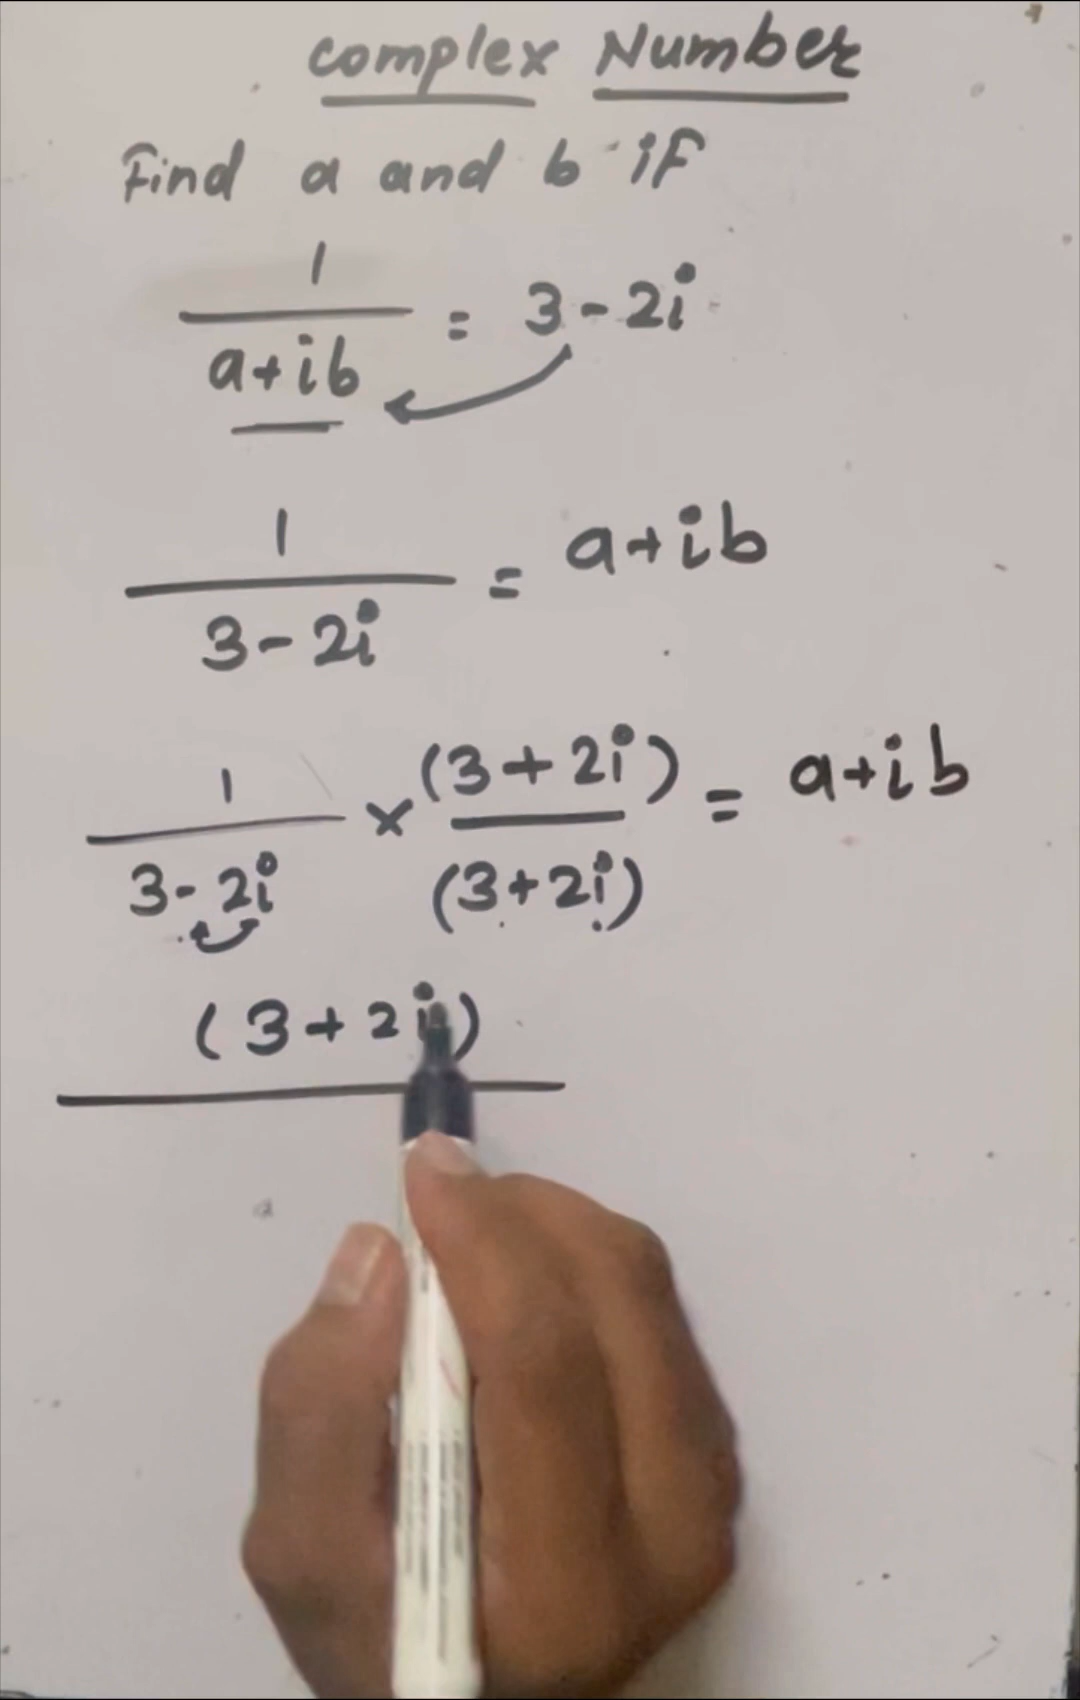 Complex Number
Find a and b if
1
a+ib
= 3-2i
1
3-2i
= a+ib
1
3-2i
×
(3+2i)
(3+2i)
= a+ib
(3+2i)